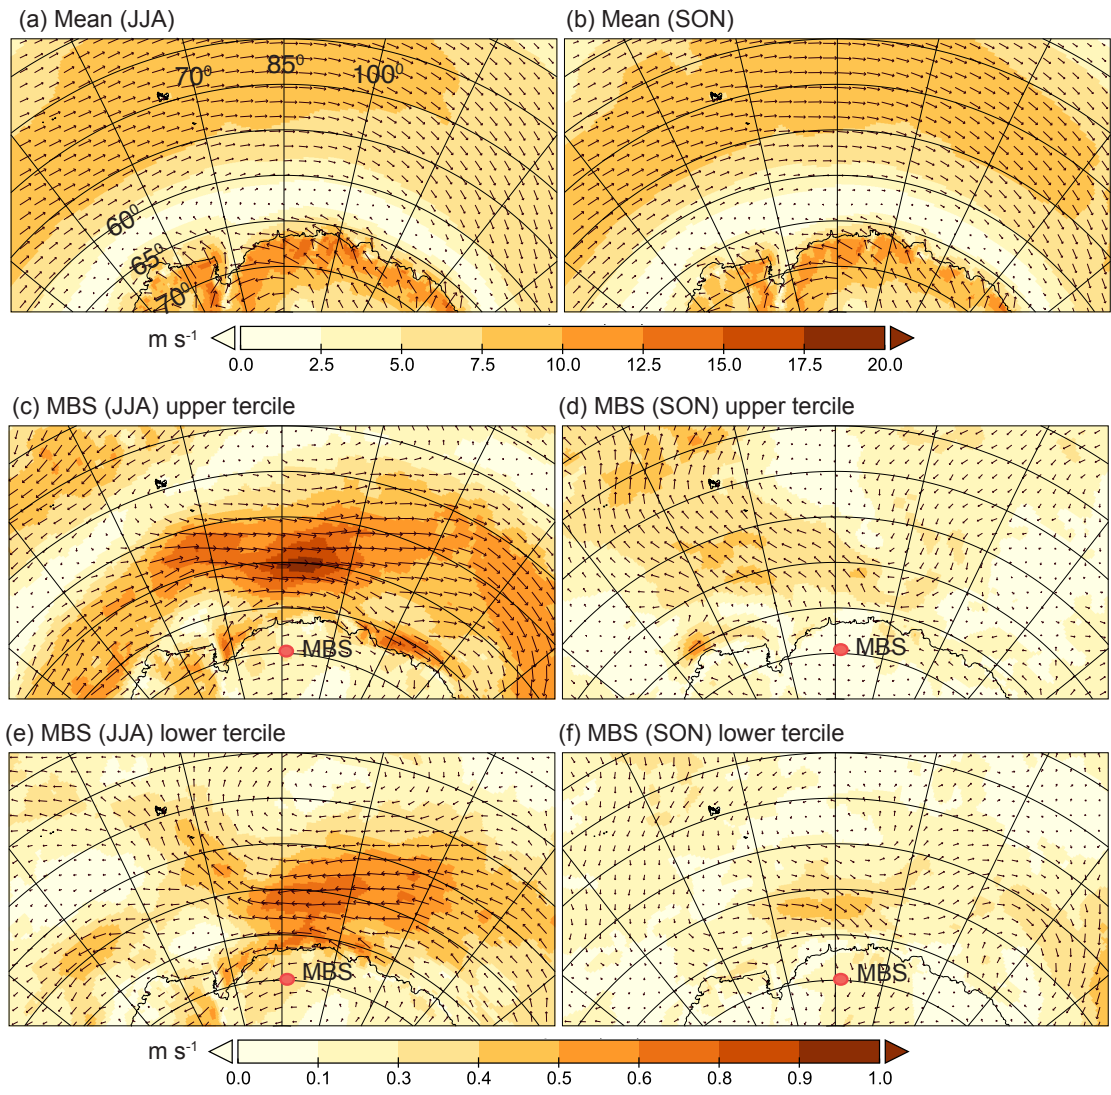 (a) Mean (JJA)
(b) Mean (SON)
70⁰ 85⁰ 100⁰
60⁰
65⁰
70⁰
m s⁻¹
0.0 2.5 5.0 7.5 10.0 12.5 15.0 17.5 20.0
(c) MBS (JJA) upper tercile
(d) MBS (SON) upper tercile
MBS
MBS
(e) MBS (JJA) lower tercile
(f) MBS (SON) lower tercile
MBS
MBS
m s⁻¹
0.0 0.1 0.3 0.4 0.5 0.6 0.8 0.9 1.0